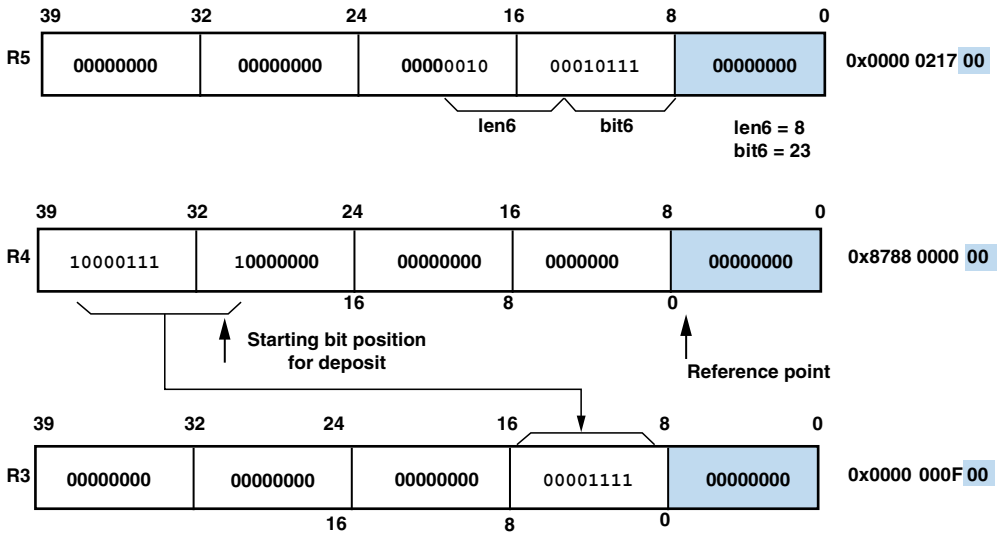 39 32 24 16 8 0
R5 00000000 00000000 00000010 00010111 00000000 0x0000 0217 00
len6 bit6 len6 = 8
bit6 = 23
39 32 24 16 8 0
R4 10000111 10000000 00000000 0000000 00000000 0x8788 0000 00
16 8 0
Starting bit position
for deposit
Reference point
39 32 24 16 8 0
R3 00000000 00000000 00000000 00001111 00000000 0x0000 000F 00
16 8 0